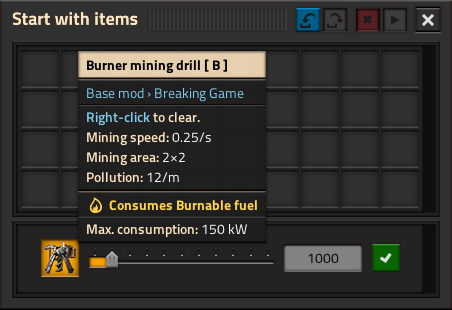 Start with items
Burner mining drill [ B ]
Base mod › Breaking Game
Right-click to clear.
Mining speed: 0.25/s
Mining area: 2×2
Pollution: 12/m
Consumes Burnable fuel
Max. consumption: 150 kW
1000